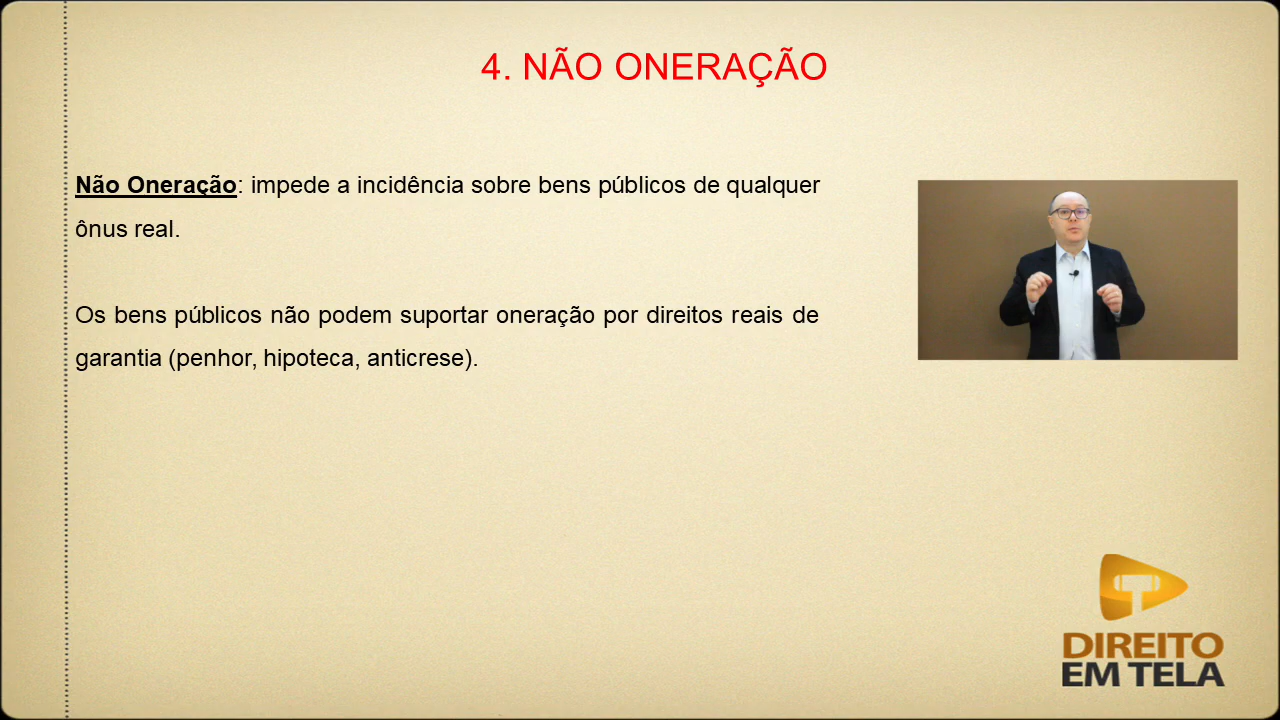 4. NÃO ONERAÇÃO
Não Oneração: impede a incidência sobre bens públicos de qualquer
ônus real.
Os bens públicos não podem suportar oneração por direitos reais de
garantia (penhor, hipoteca, anticrese).
DIREITO
EM TELA